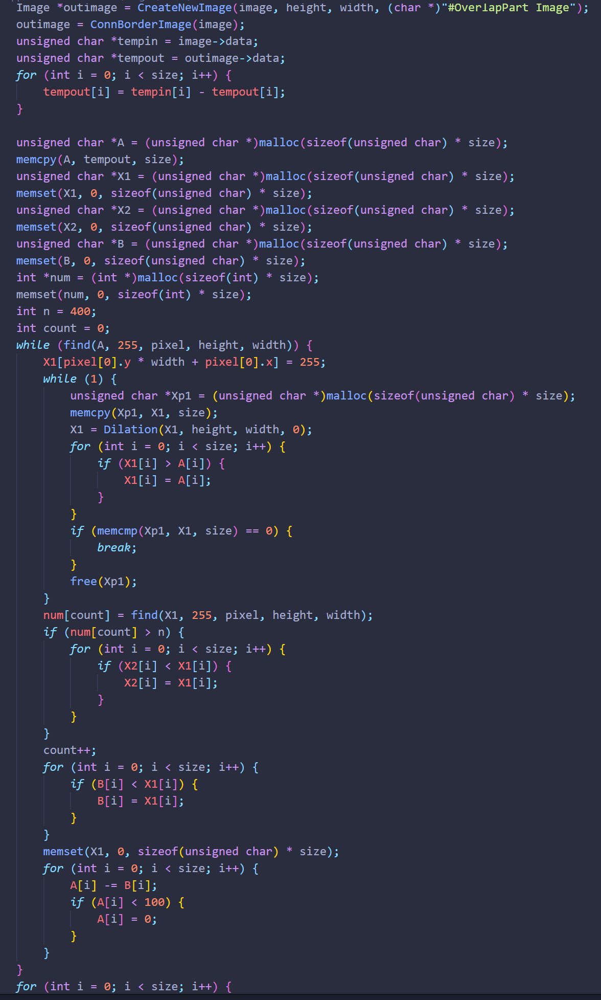 Image *outimage = CreateNewImage(image, height, width, (char *)"#OverlapPart Image");
outimage = ConnBorderImage(image);
unsigned char *tempin = image->data;
unsigned char *tempout = outimage->data;
for (int i = 0; i < size; i++) {
    tempout[i] = tempin[i] - tempout[i];
}

unsigned char *A = (unsigned char *)malloc(sizeof(unsigned char) * size);
memcpy(A, tempout, size);
unsigned char *X1 = (unsigned char *)malloc(sizeof(unsigned char) * size);
memset(X1, 0, sizeof(unsigned char) * size);
unsigned char *X2 = (unsigned char *)malloc(sizeof(unsigned char) * size);
memset(X2, 0, sizeof(unsigned char) * size);
unsigned char *B = (unsigned char *)malloc(sizeof(unsigned char) * size);
memset(B, 0, sizeof(unsigned char) * size);
int *num = (int *)malloc(sizeof(int) * size);
memset(num, 0, sizeof(int) * size);
int n = 400;
int count = 0;
while (find(A, 255, pixel, height, width)) {
    X1[pixel[0].y * width + pixel[0].x] = 255;
    while (1) {
        unsigned char *Xp1 = (unsigned char *)malloc(sizeof(unsigned char) * size);
        memcpy(Xp1, X1, size);
        X1 = Dilation(X1, height, width, 0);
        for (int i = 0; i < size; i++) {
            if (X1[i] > A[i]) {
                X1[i] = A[i];
            }
        }
        if (memcmp(Xp1, X1, size) == 0) {
            break;
        }
        free(Xp1);
    }
    num[count] = find(X1, 255, pixel, height, width);
    if (num[count] > n) {
        for (int i = 0; i < size; i++) {
            if (X2[i] < X1[i]) {
                X2[i] = X1[i];
            }
        }
    }
    count++;
    for (int i = 0; i < size; i++) {
        if (B[i] < X1[i]) {
            B[i] = X1[i];
        }
    }
    memset(X1, 0, sizeof(unsigned char) * size);
    for (int i = 0; i < size; i++) {
        A[i] -= B[i];
        if (A[i] < 100) {
            A[i] = 0;
        }
    }
}
for (int i = 0; i < size; i++) {